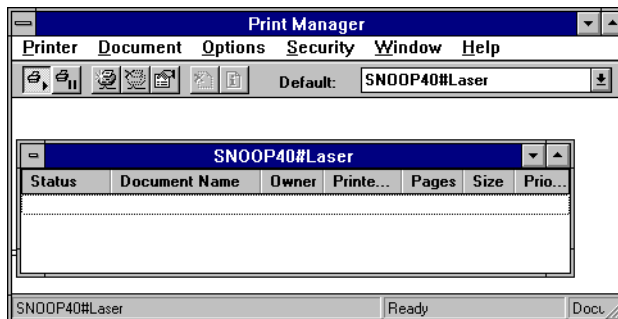 Print Manager
Printer Document Options Security Window Help
Default: SNOOP40#Laser
SNOOP40#Laser
Status Document Name Owner Printe... Pages Size Prio...
SNOOP40#Laser Ready Docu